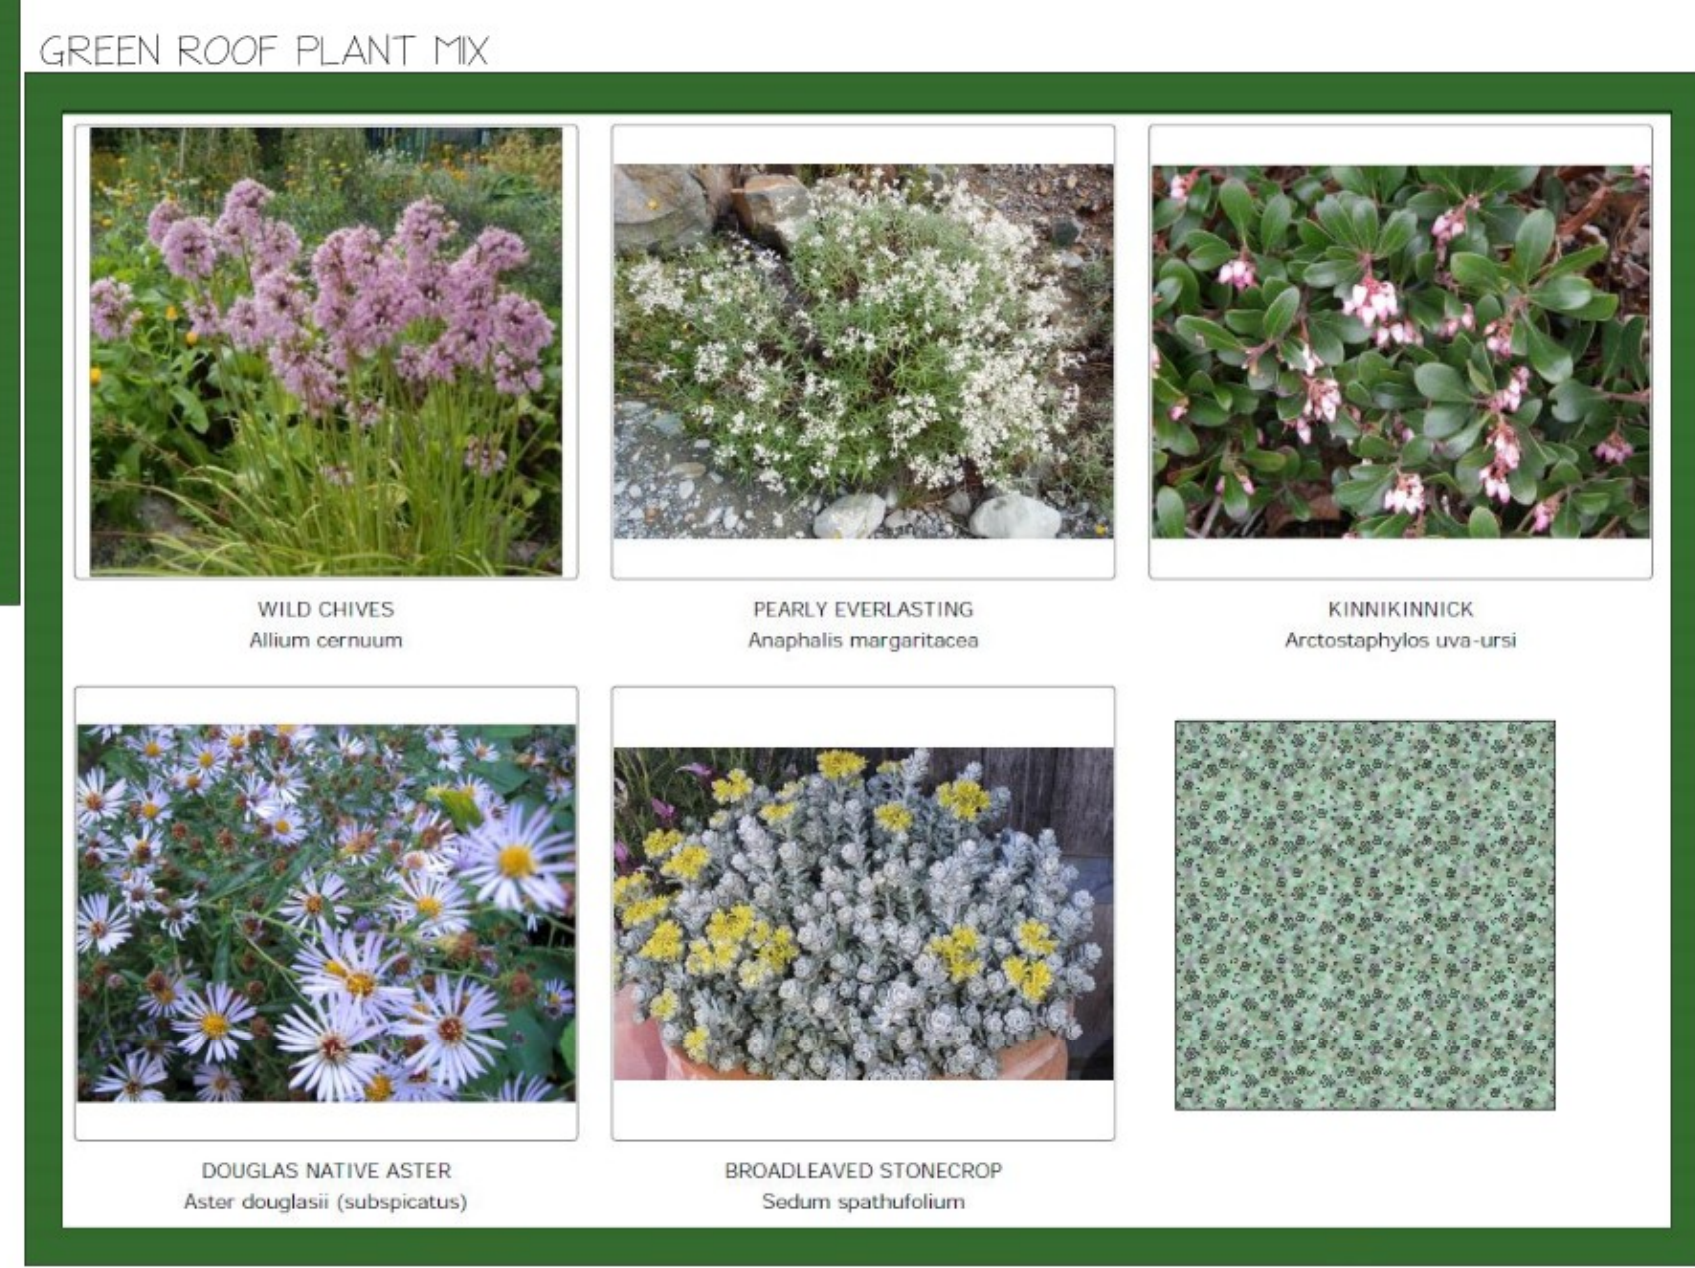 GREEN ROOF PLANT MIX
WILD CHIVES
Allium cernuum
PEARLY EVERLASTING
Anaphalis margaritacea
KINNIKINNICK
Arctostaphylos uva-ursi
DOUGLAS NATIVE ASTER
Aster douglasii (subspicatus)
BROADLEAVED STONECROP
Sedum spathufolium